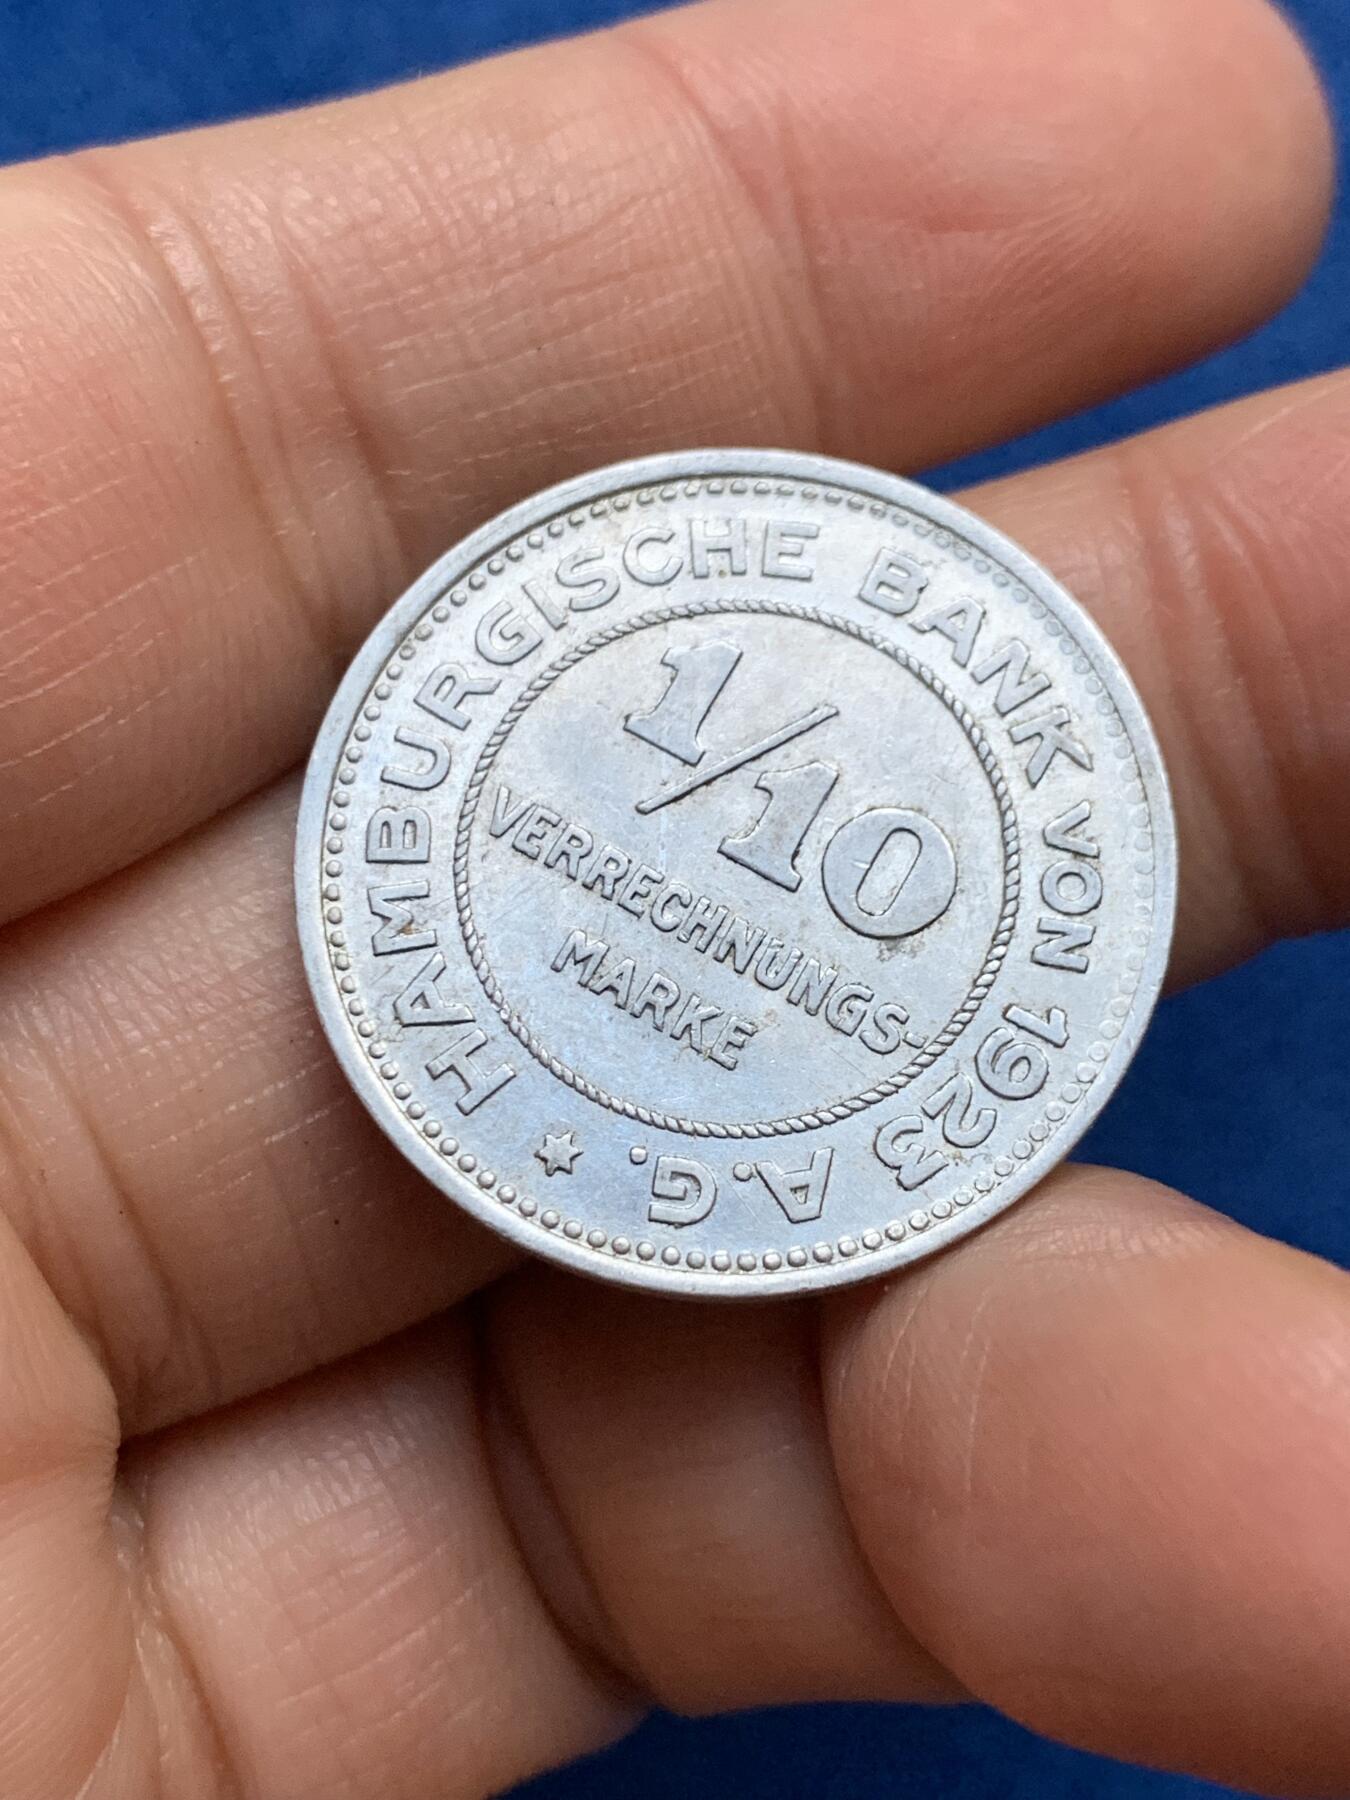 HAMBURGISCHE BANK VON 1923 A.G.
1/10
VERRECHNUNGS-
MARKE